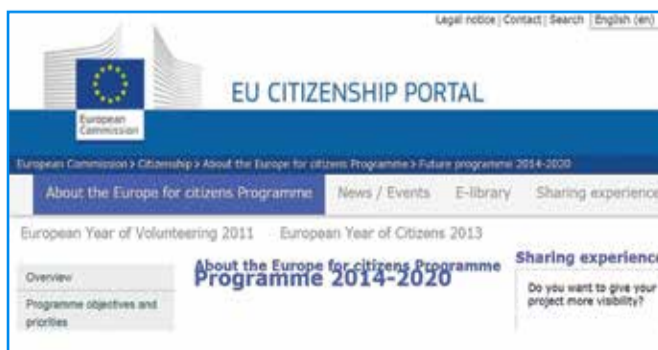 Legal notice | Contact | Search | English (en)
European
Commission
EU CITIZENSHIP PORTAL
European Commission > Citizenship > About the Europe for citizens Programme > Future programme 2014-2020
About the Europe for citizens Programme News / Events E-library Sharing experience
European Year of Volunteering 2011 European Year of Citizens 2013
About the Europe for citizens Programme
Programme 2014-2020
Overview
Programme objectives and
priorities
Sharing experience
Do you want to give your
project more visibility?